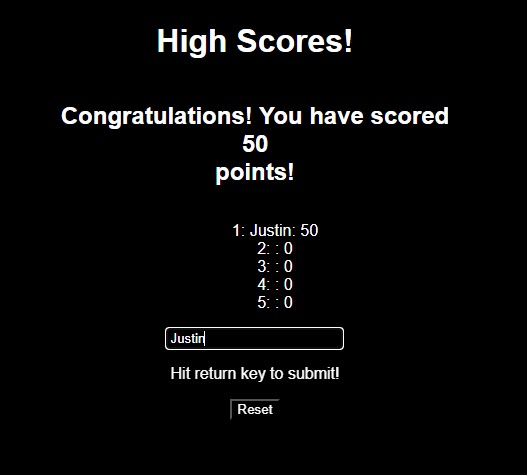 High Scores!
Congratulations! You have scored
50
points!
1: Justin: 50
2: : 0
3: : 0
4: : 0
5: : 0
Justin
Hit return key to submit!
Reset